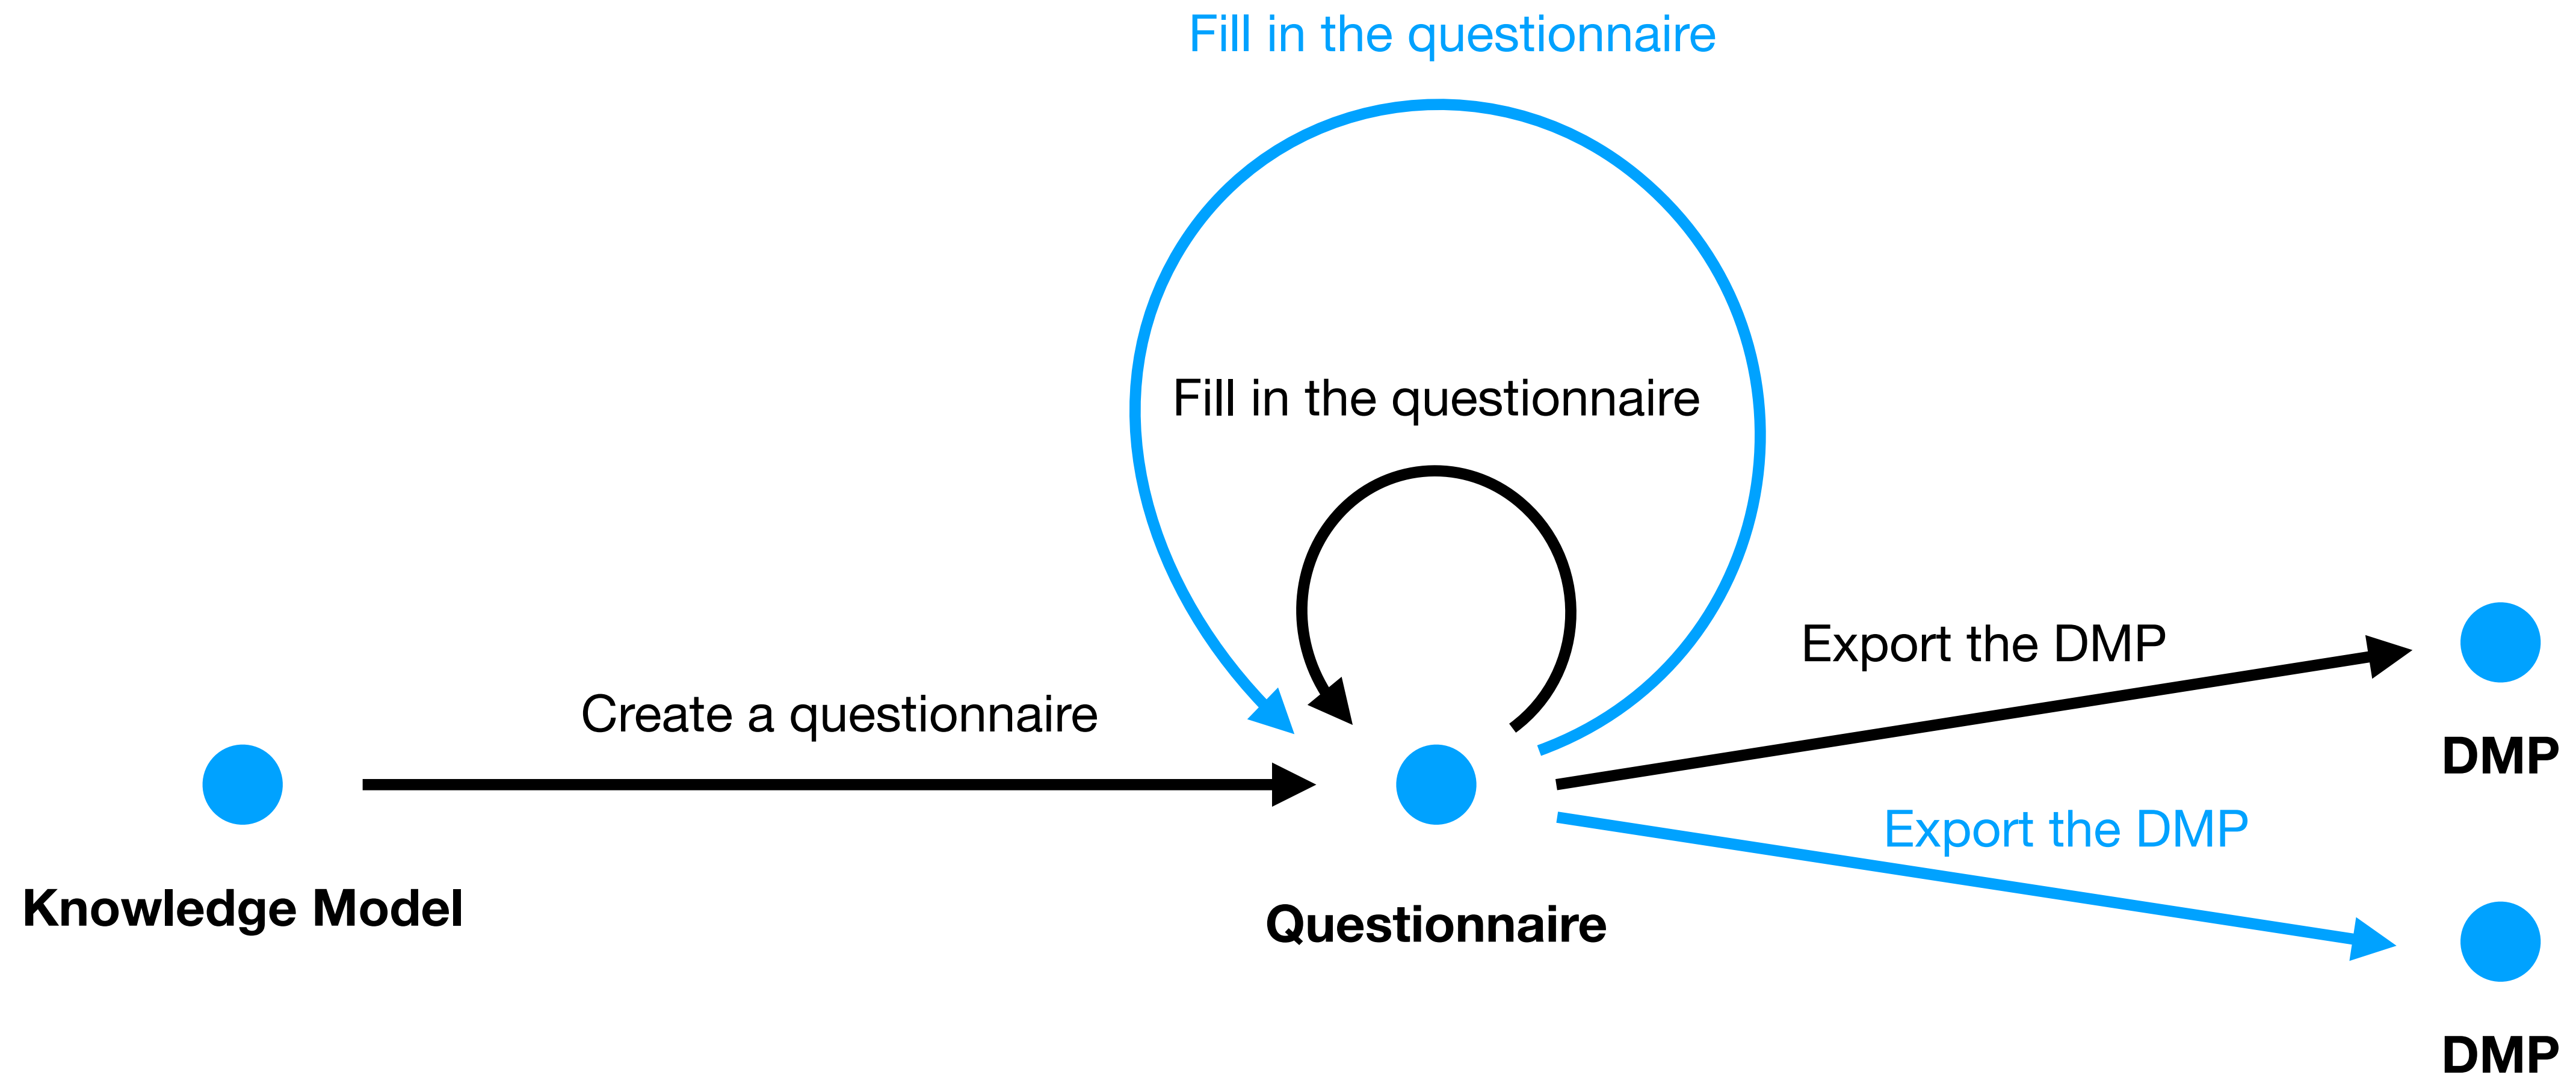 Fill in the questionnaire
Fill in the questionnaire
Export the DMP
Create a questionnaire
DMP
Export the DMP
Knowledge Model
Questionnaire
DMP